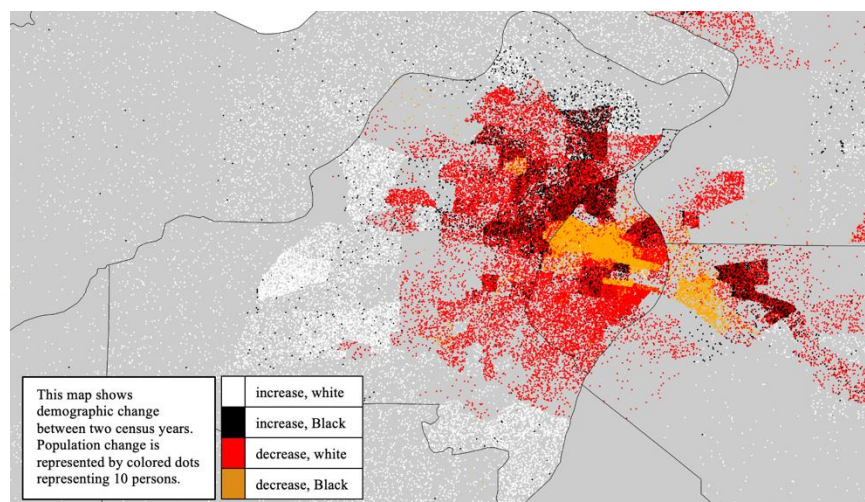 This map shows
demographic change
between two census years.
Population change is
represented by colored dots
representing 10 persons.
increase, white
increase, Black
decrease, white
decrease, Black